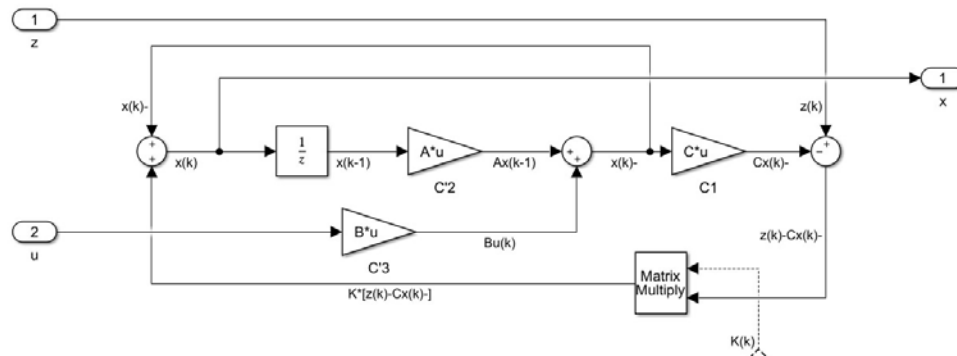 1
z
x(k)-
z(k)
1
x
+
+
x(k)
1
z
x(k-1)
A*u
C'2
Ax(k-1)
+
+
x(k)-
C*u
C1
Cx(k)-
-
+
2
u
B*u
C'3
Bu(k)
z(k)-Cx(k)-
Matrix
Multiply
K*[z(k)-Cx(k)-]
K(k)